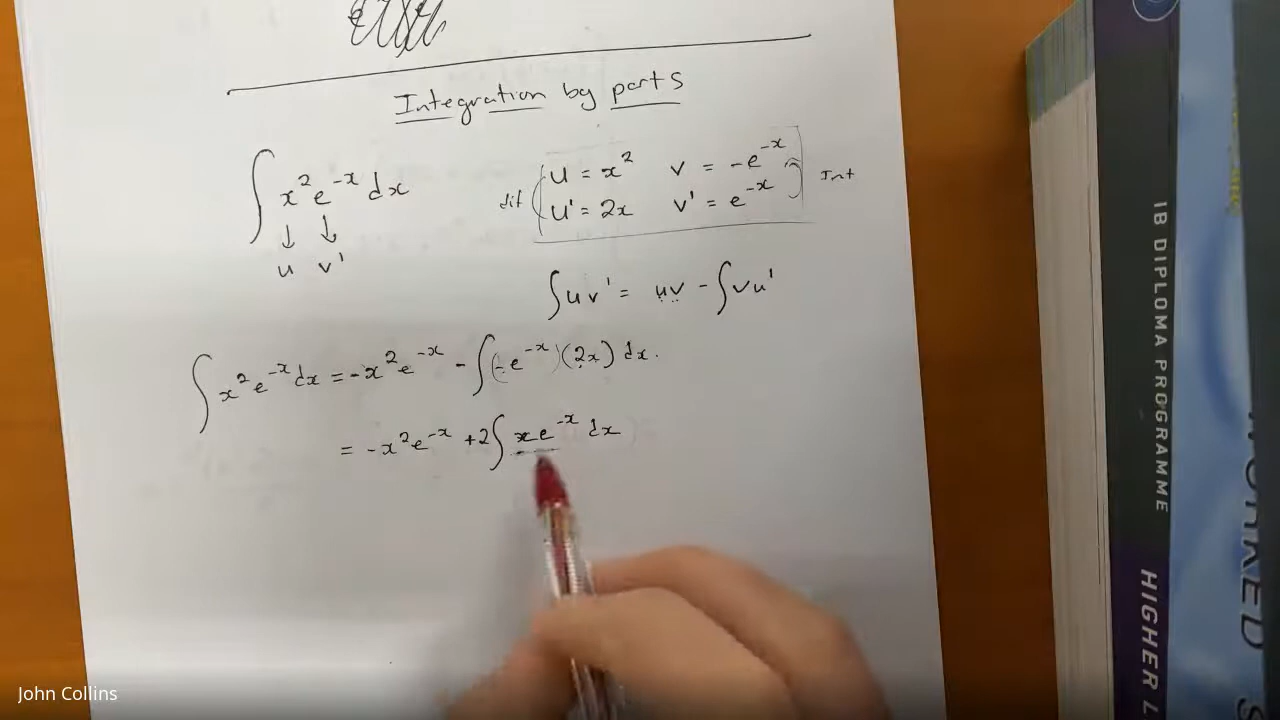 Integration by parts
∫ x²e⁻ˣ dx
↓ ↓
u v'
dif
u = x² v = -e⁻ˣ
u' = 2x v' = e⁻ˣ
Int
∫uv' = uv - ∫vu'
∫ x²e⁻ˣ dx = -x²e⁻ˣ - ∫(-e⁻ˣ)(2x) dx.
= -x²e⁻ˣ +2∫ xe⁻ˣ dx
IB DIPLOMA PROGRAMME
HIGHER L
WORKED
S
John Collins